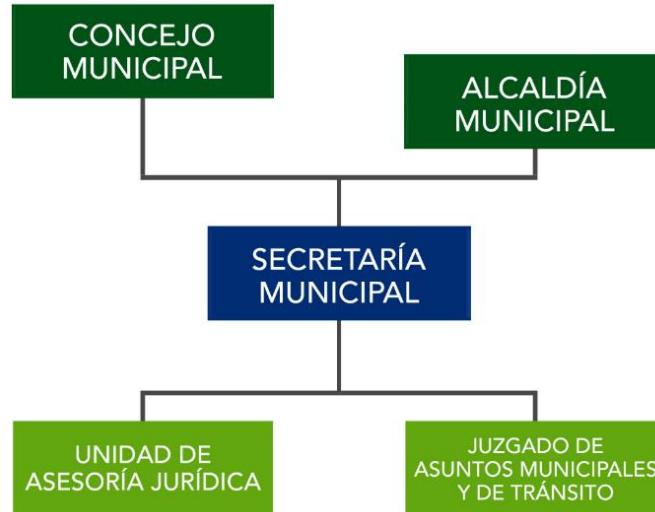 CONCEJO
MUNICIPAL
ALCALDÍA
MUNICIPAL
SECRETARÍA
MUNICIPAL
UNIDAD DE
ASESORÍA JURÍDICA
JUZGADO DE
ASUNTOS MUNICIPALES
Y DE TRÁNSITO